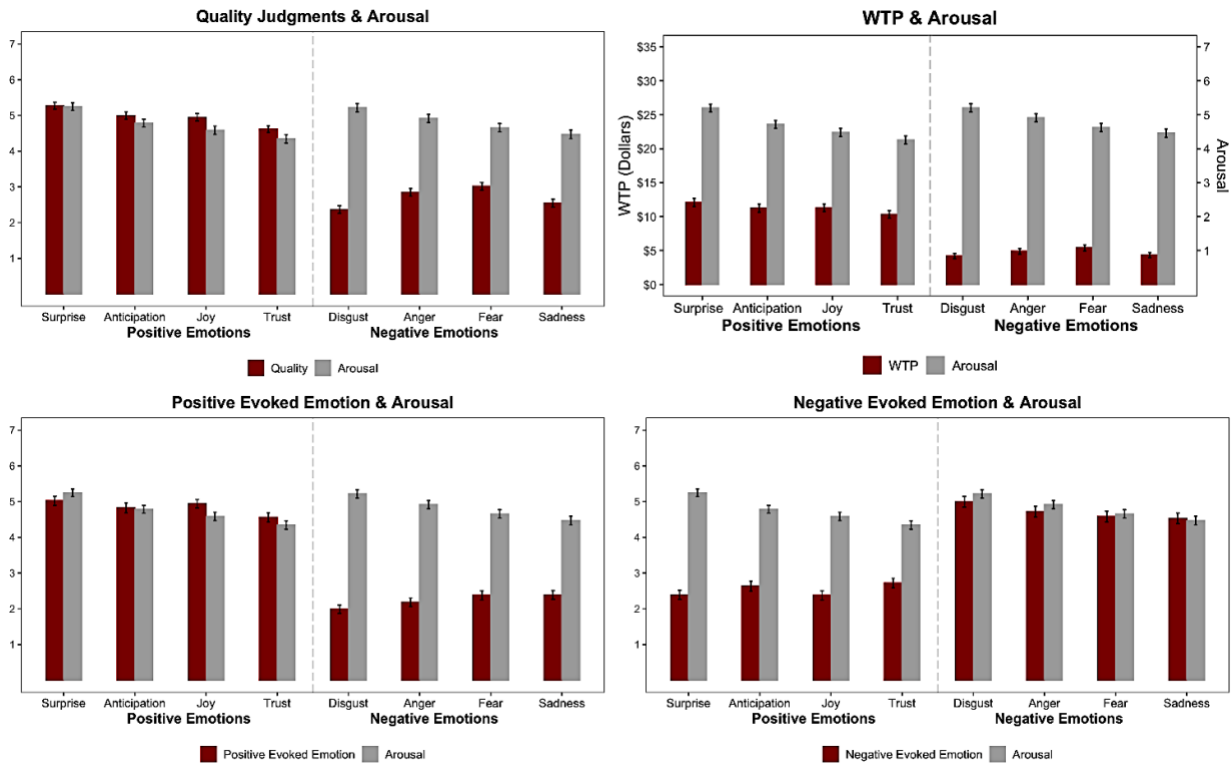 Quality Judgments & Arousal
7
6
5
4
3
2
1
Surprise Anticipation Joy Trust Disgust Anger Fear Sadness
Positive Emotions Negative Emotions
Quality Arousal
WTP & Arousal
WTP (Dollars)
$35
$30
$25
$20
$15
$10
$5
$0
7
6
5
4
3
2
1
Arousal
Surprise Anticipation Joy Trust Disgust Anger Fear Sadness
Positive Emotions Negative Emotions
WTP Arousal
Positive Evoked Emotion & Arousal
7
6
5
4
3
2
1
Surprise Anticipation Joy Trust Disgust Anger Fear Sadness
Positive Emotions Negative Emotions
Positive Evoked Emotion Arousal
Negative Evoked Emotion & Arousal
7
6
5
4
3
2
1
Surprise Anticipation Joy Trust Disgust Anger Fear Sadness
Positive Emotions Negative Emotions
Negative Evoked Emotion Arousal